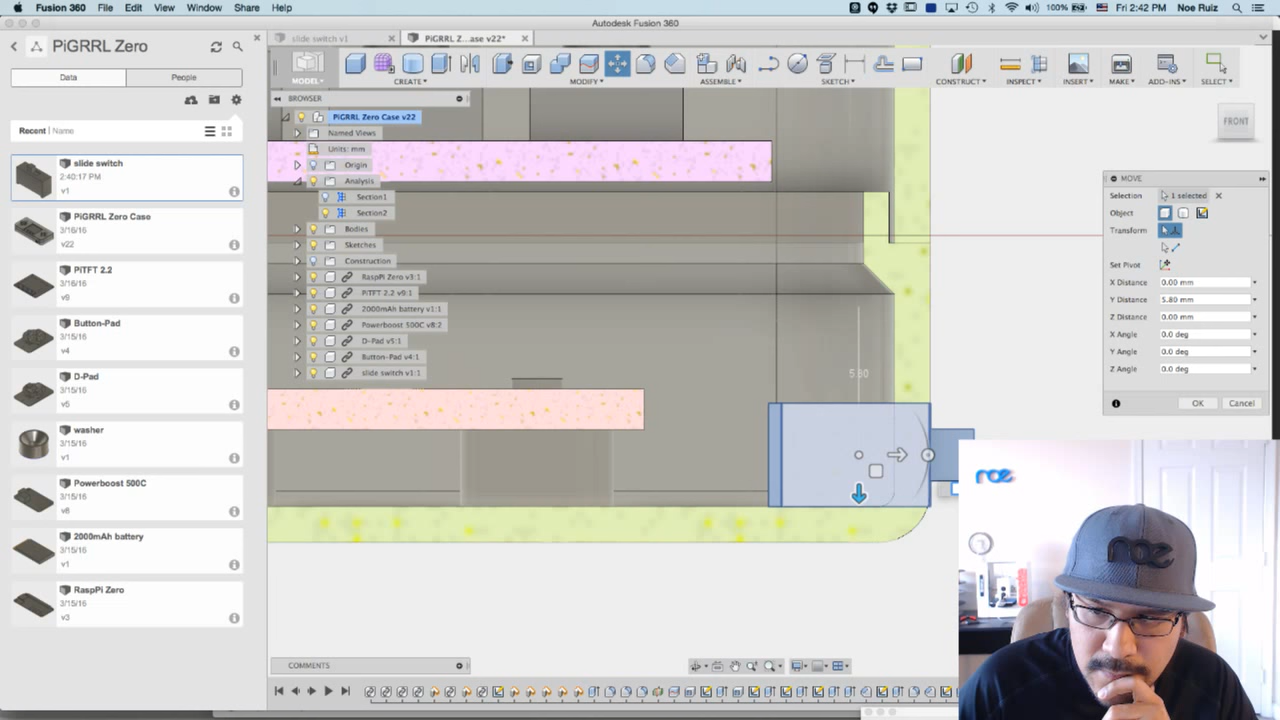 Fusion 360 File Edit View Window Share Help 100% Fri 2:42 PM Noe Ruiz
Autodesk Fusion 360
PiGRRL Zero
slide switch v1
PiGRRL Z...ase v22*
Data People
MODEL CREATE MODIFY ASSEMBLE SKETCH CONSTRUCT INSPECT INSERT MAKE ADD-INS SELECT
Recent | Name
slide switch
2:40:17 PM
v1
PiGRRL Zero Case
3/16/16
v22
PiTFT 2.2
3/16/16
v9
Button-Pad
3/15/16
v4
D-Pad
3/15/16
v5
washer
3/15/16
v1
Powerboost 500C
3/15/16
v8
2000mAh battery
3/15/16
v1
RaspPi Zero
3/15/16
v3
BROWSER
PiGRRL Zero Case v22
Named Views
Units: mm
Origin
Analysis
Section1
Section2
Bodies
Sketches
Construction
RaspPi Zero v3:1
PiTFT 2.2 v9:1
2000mAh battery v1:1
Powerboost 500C v8:2
D-Pad v5:1
Button-Pad v4:1
slide switch v1:1
5.80
FRONT
MOVE
Selection 1 selected
Object
Transform
Set Pivot
X Distance 0.00 mm
Y Distance 5.80 mm
Z Distance 0.00 mm
X Angle 0.0 deg
Y Angle 0.0 deg
Z Angle 0.0 deg
OK Cancel
COMMENTS
noe
noe